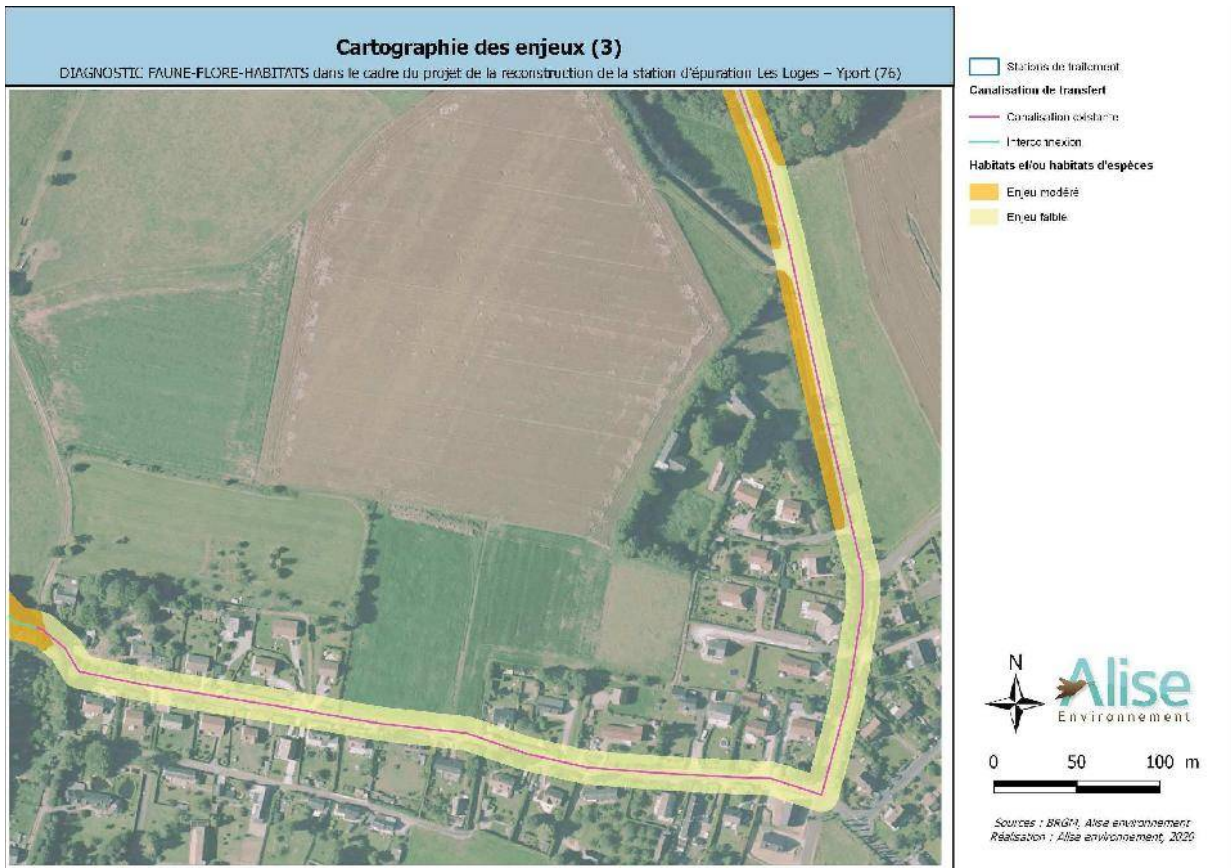 Cartographie des enjeux (3)
DIAGNOSTIC FAUNE-FLORE-HABITATS dans le cadre du projet de la reconstruction de la station d'épuration Les Loges – Yport (76)
Stations de traitement
Canalisation de transfert
Canalisation existante
Interconnexion
Habitats et/ou habitats d'espèces
Enjeu modéré
Enjeu faible
N
Alise
Environnement
0 50 100 m
Sources : BRGM, Alise environnement
Réalisation : Alise environnement, 2020